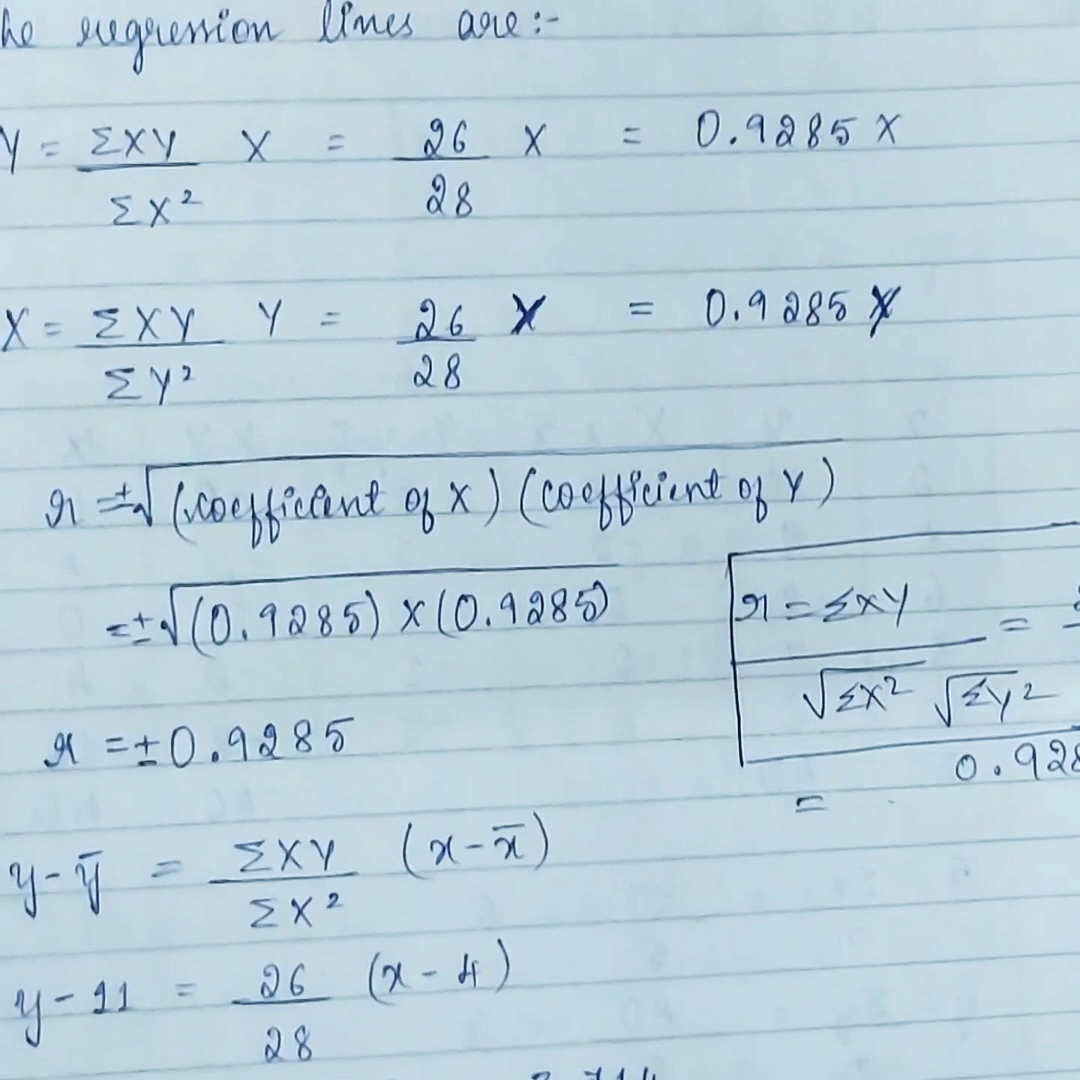 he regression lines are:-
Y = ΣXY / ΣX² X = 26/28 X = 0.9285 X
X = ΣXY / ΣY² Y = 26/28 = 0.9285
r = ±√(coefficient of X) (coefficient of Y)
= ±√(0.9285) × (0.9285)
r = ΣXY / √ΣX² √ΣY² =
r = ± 0.9285
= 0.928
y - ȳ = ΣXY / ΣX² (x - x̄)
y - 11 = 26/28 (x - 4)